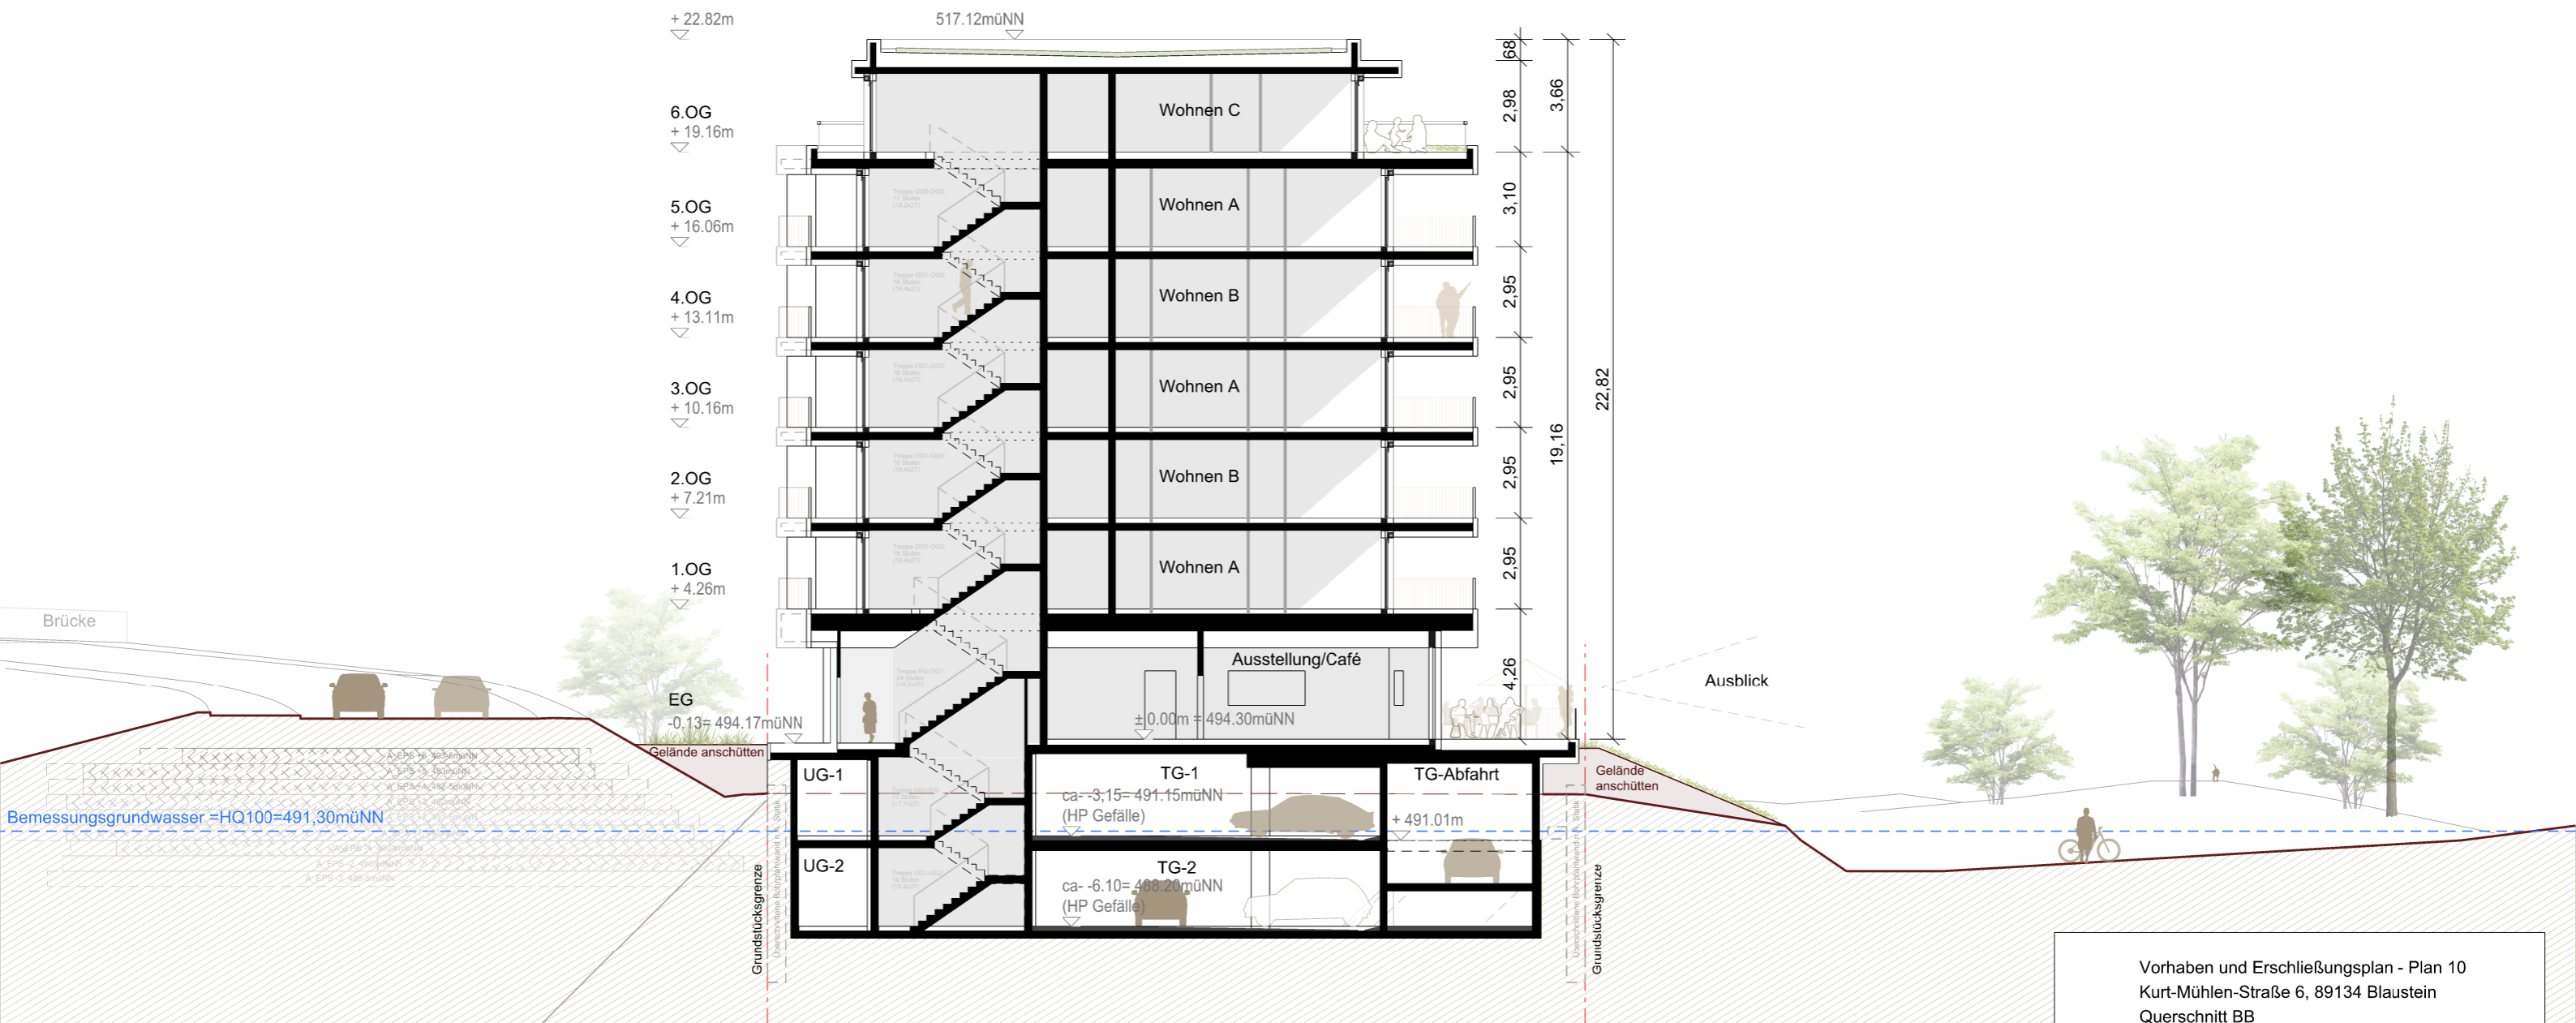 + 22.82m
517.12müNN
68
2,98
3,66
6.OG
+ 19.16m
Wohnen C
5.OG
+ 16.06m
Wohnen A
3,10
4.OG
+ 13.11m
Wohnen B
2,95
3.OG
+ 10.16m
Wohnen A
2,95
22,82
2.OG
+ 7.21m
Wohnen B
2,95
19,16
1.OG
+ 4.26m
Wohnen A
2,95
Brücke
Ausstellung/Café
4,26
Ausblick
EG
-0.13= 494.17müNN
± 0.00m = 494.30müNN
Gelände anschütten
UG-1
TG-1
ca- -3,15= 491.15müNN
(HP Gefälle)
TG-Abfahrt
+ 491.01m
Gelände
anschütten
Bemessungsgrundwasser =HQ100=491,30müNN
UG-2
TG-2
ca- -6.10= 488.20müNN
(HP Gefälle)
Grundstücksgrenze
Grundstücksgrenze
Vorhaben und Erschließungsplan - Plan 10
Kurt-Mühlen-Straße 6, 89134 Blaustein
Querschnitt BB